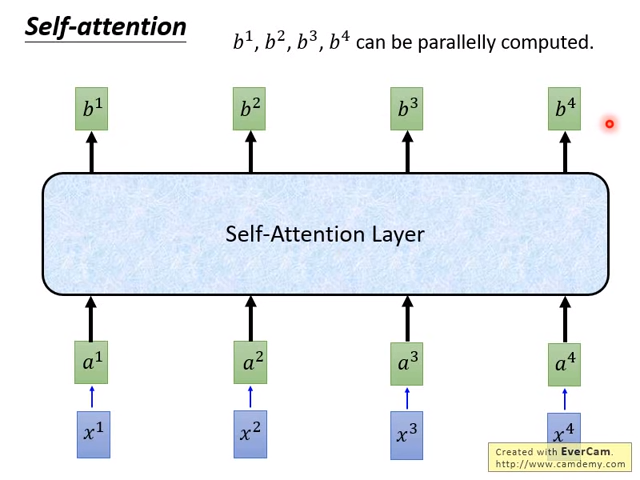 Self-attention
b¹, b², b³, b⁴ can be parallelly computed.
b¹ b² b³ b⁴
Self-Attention Layer
a¹ a² a³ a⁴
x¹ x² x³ x⁴
Created with EverCam.
http://www.camdemy.com